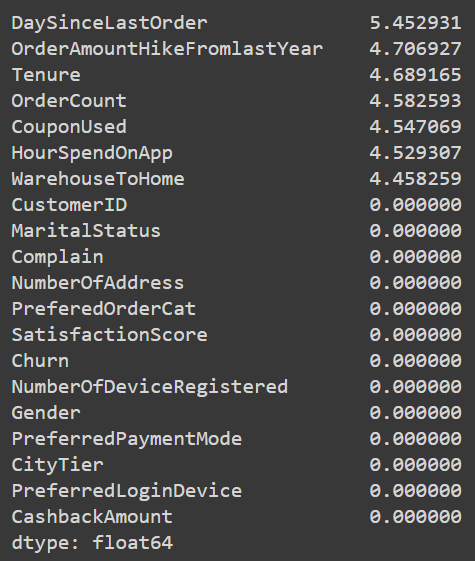 DaySinceLastOrder 5.452931
OrderAmountHikeFromlastYear 4.706927
Tenure 4.689165
OrderCount 4.582593
CouponUsed 4.547069
HourSpendOnApp 4.529307
WarehouseToHome 4.458259
CustomerID 0.000000
MaritalStatus 0.000000
Complain 0.000000
NumberOfAddress 0.000000
PreferedOrderCat 0.000000
SatisfactionScore 0.000000
Churn 0.000000
NumberOfDeviceRegistered 0.000000
Gender 0.000000
PreferredPaymentMode 0.000000
CityTier 0.000000
PreferredLoginDevice 0.000000
CashbackAmount 0.000000
dtype: float64